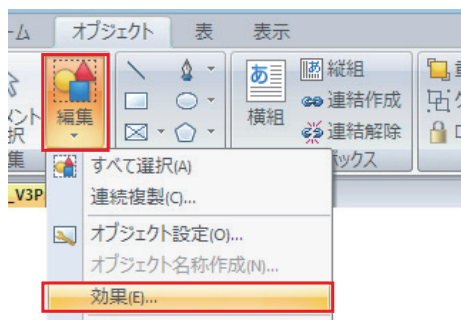 ーム オブジェクト 表 表示
あ 縦組
連結作成
メント 編集 横組
択 連結解除
集 ボックス
すべて選択(A)
_V3P 連続複製(C)...
オブジェクト設定(O)...
オブジェクト名称作成(N)...
効果(E)...